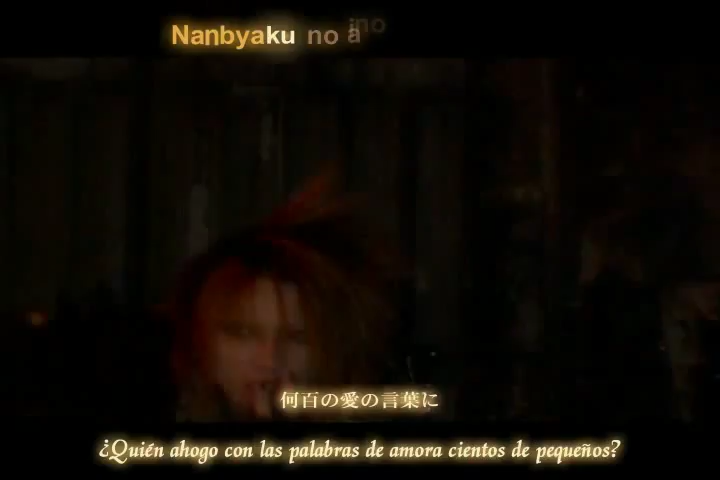 Nanbyaku no a ino
何百の愛の言葉に
¿Quién ahogo con las palabras de amora cientos de pequeños?